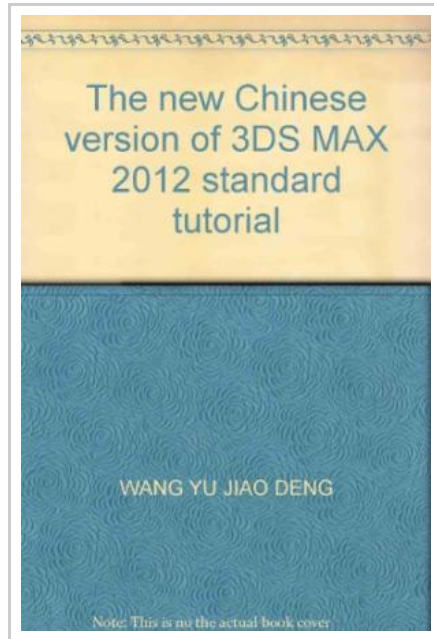 The new Chinese
version of 3DS MAX
2012 standard
tutorial
WANG YU JIAO DENG
Note: This is no the actual book cover